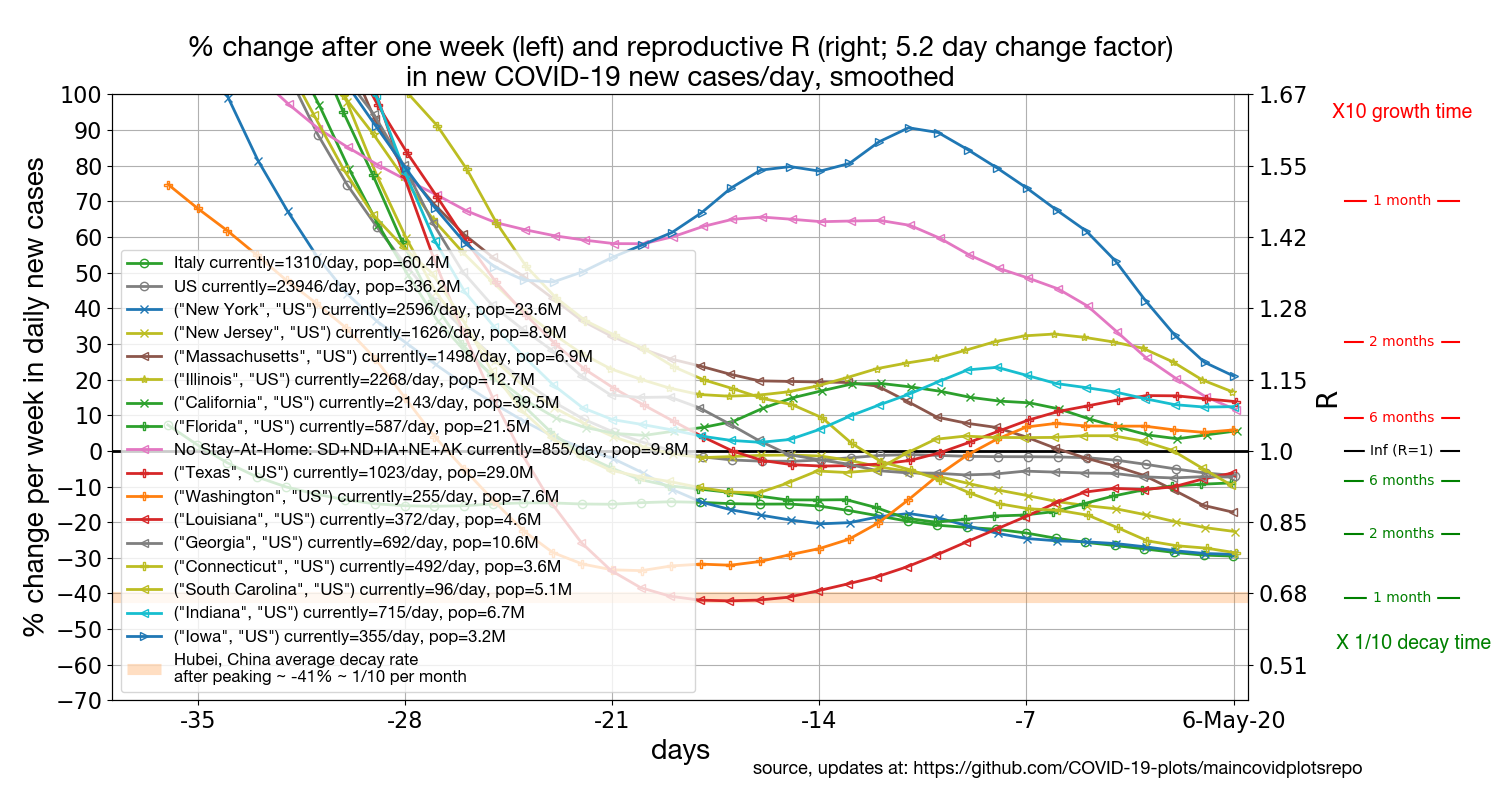 % change after one week (left) and reproductive R (right; 5.2 day change factor)
in new COVID-19 new cases/day, smoothed
% change per week in daily new cases
100
90
80
70
60
50
40
30
20
10
0
−10
−20
−30
−40
−50
−60
−70
Italy currently=1310/day, pop=60.4M
US currently=23946/day, pop=336.2M
("New York", "US") currently=2596/day, pop=23.6M
("New Jersey", "US") currently=1626/day, pop=8.9M
("Massachusetts", "US") currently=1498/day, pop=6.9M
("Illinois", "US") currently=2268/day, pop=12.7M
("California", "US") currently=2143/day, pop=39.5M
("Florida", "US") currently=587/day, pop=21.5M
No Stay-At-Home: SD+ND+IA+NE+AK currently=855/day, pop=9.8M
("Texas", "US") currently=1023/day, pop=29.0M
("Washington", "US") currently=255/day, pop=7.6M
("Louisiana", "US") currently=372/day, pop=4.6M
("Georgia", "US") currently=692/day, pop=10.6M
("Connecticut", "US") currently=492/day, pop=3.6M
("South Carolina", "US") currently=96/day, pop=5.1M
("Indiana", "US") currently=715/day, pop=6.7M
("Iowa", "US") currently=355/day, pop=3.2M
Hubei, China average decay rate
after peaking ~ -41% ~ 1/10 per month
1.67
1.55
1.42
1.28
1.15
1.0
0.85
0.68
0.51
R
X10 growth time
1 month
2 months
6 months
Inf (R=1)
6 months
2 months
1 month
X 1/10 decay time
-35
-28
-21
-14
-7
6-May-20
days
source, updates at: https://github.com/COVID-19-plots/maincovidplotsrepo